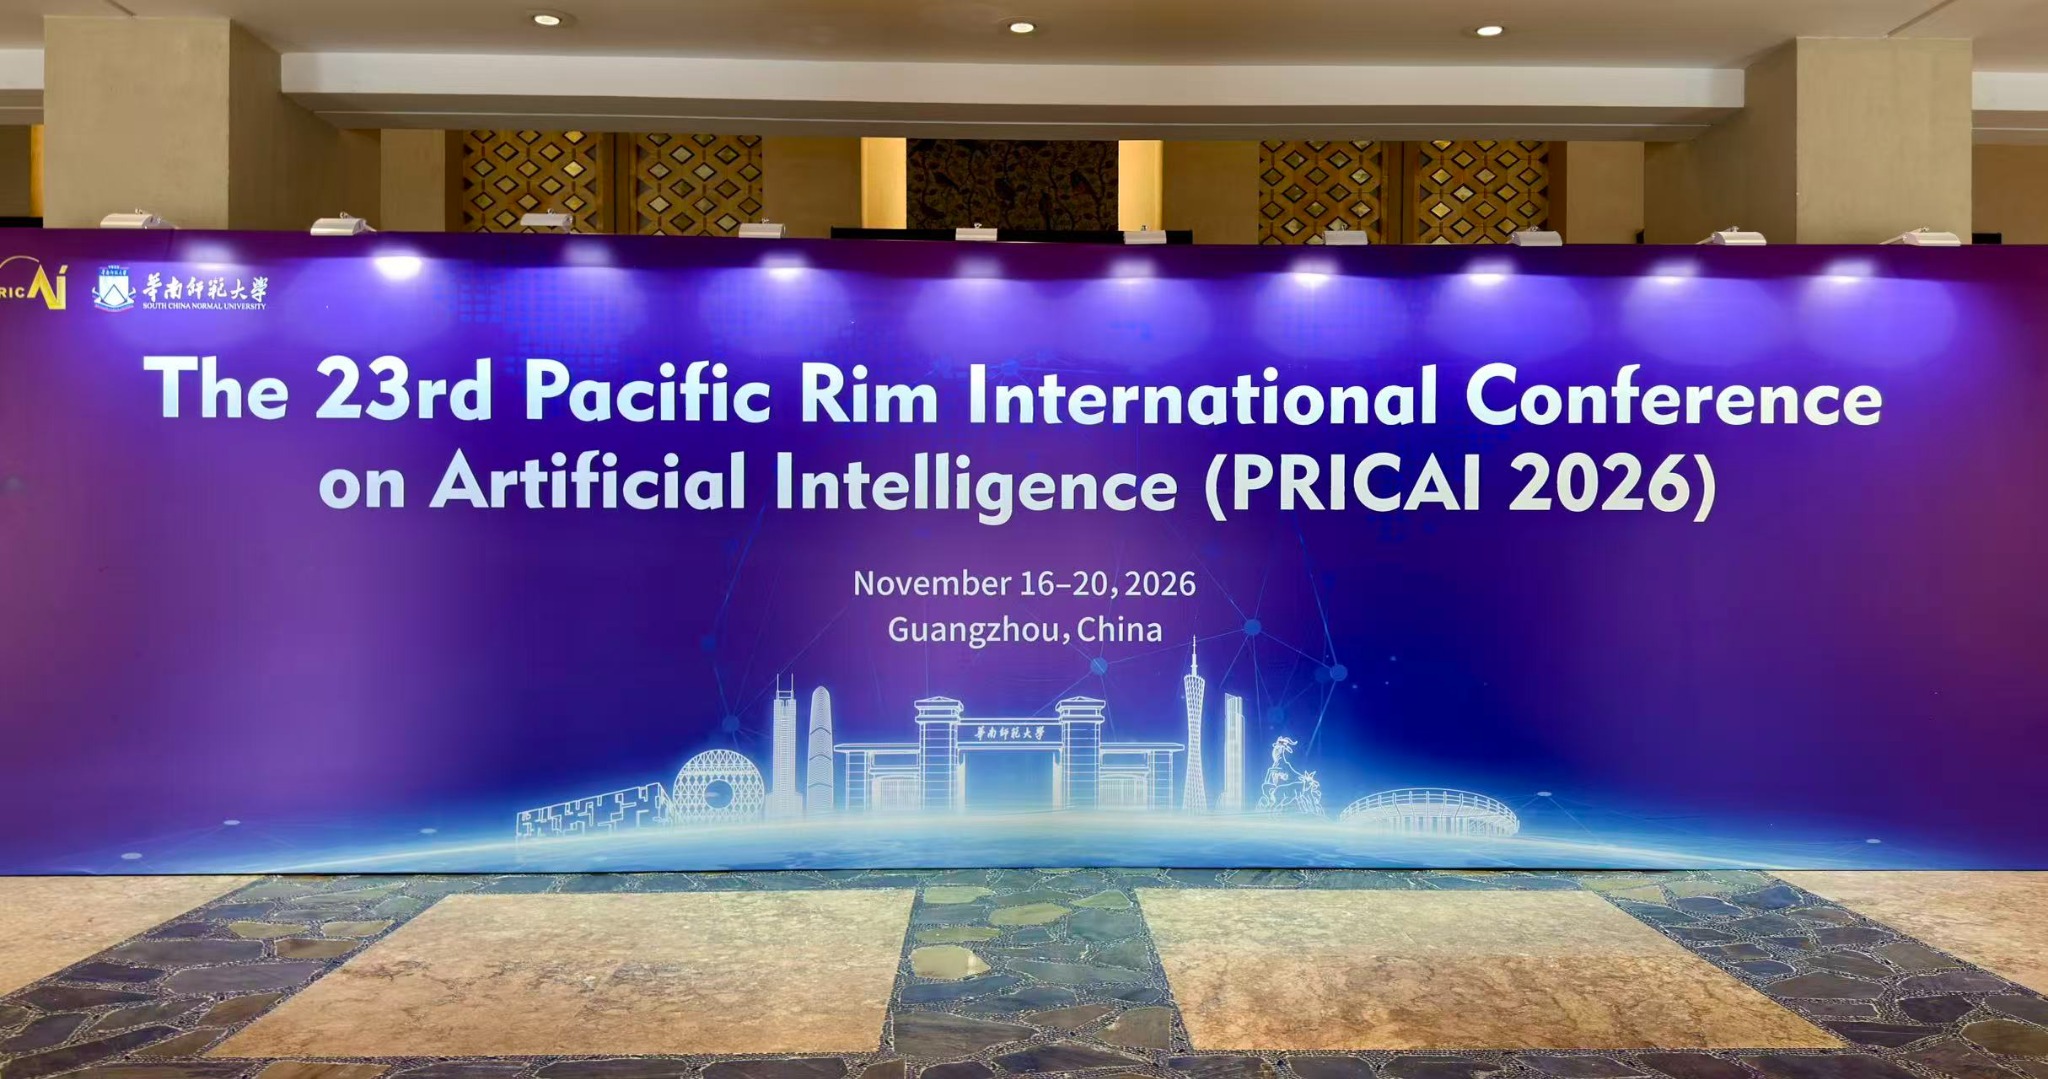 RICAI
華南師範大學
SOUTH CHINA NORMAL UNIVERSITY
The 23rd Pacific Rim International Conference
on Artificial Intelligence (PRICAI 2026)
November 16–20, 2026
Guangzhou, China
華南師範大學